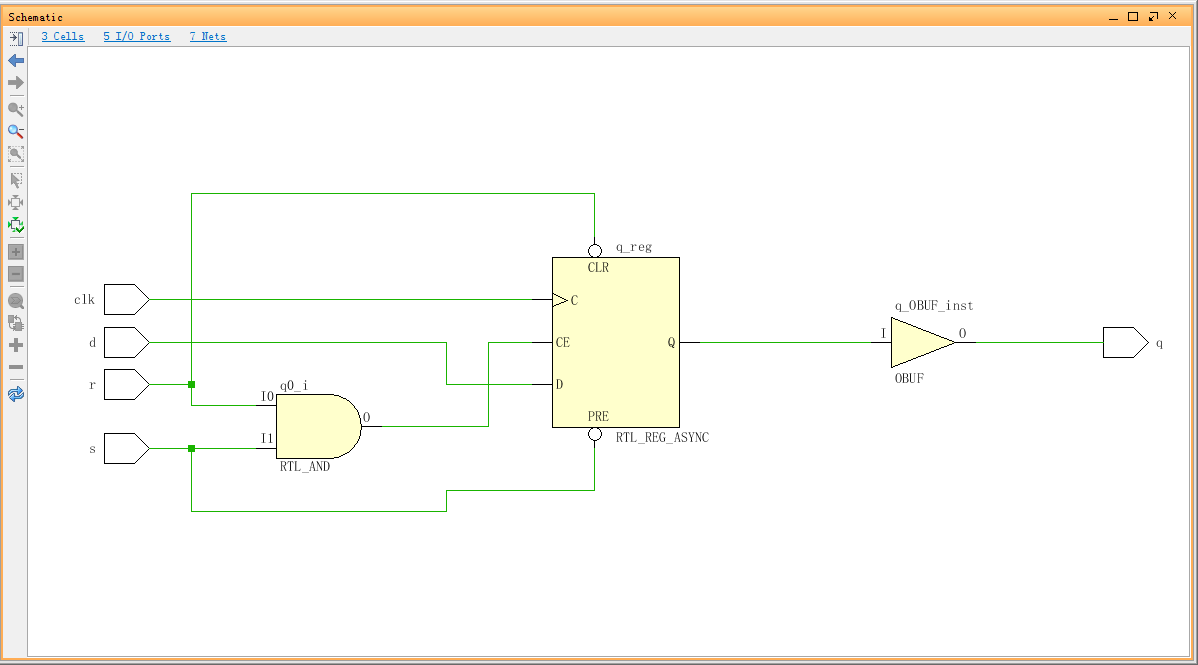 Schematic
3 Cells 5 I/O Ports 7 Nets
q_reg
CLR
clk
C
q_OBUF_inst
d
CE
Q
I
O
q
r
q0_i
D
OBUF
I0
O
PRE
s
I1
RTL_REG_ASYNC
RTL_AND